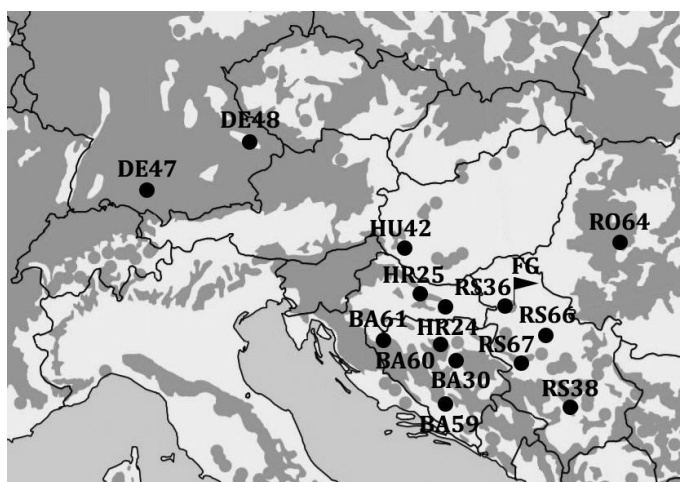 DE48
DE47
HU42
RO64
FG
HR25
RS36
BA61
HR24
RS66
RS67
BA60
BA30
RS38
BA59